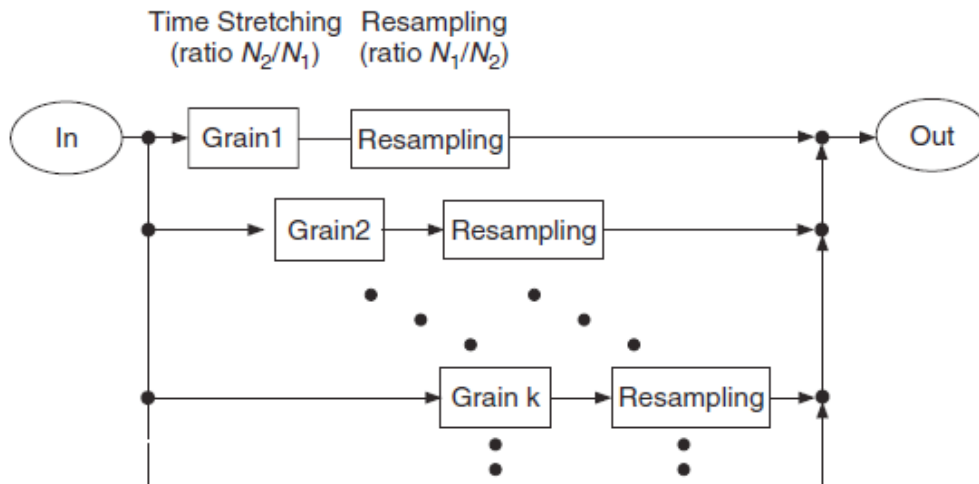 Time Stretching
(ratio N2/N1)
Resampling
(ratio N1/N2)
In
Grain1
Resampling
Out
Grain2
Resampling
Grain k
Resampling